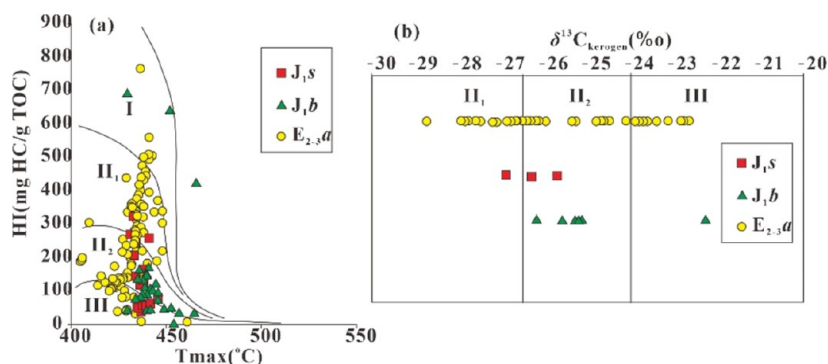 (a)
HI(mg HC/g TOC)
900
800
700
600
500
400
300
200
100
0
I
II₁
II₂
III
J₁s
J₁b
E₂₋₃a
400 450 500 550
Tmax(°C)
(b)
δ¹³C kerogen(‰)
-30 -29 -28 -27 -26 -25 -24 -23 -22 -20
II₁ II₂ III
J₁s
J₁b
E₂₋₃a